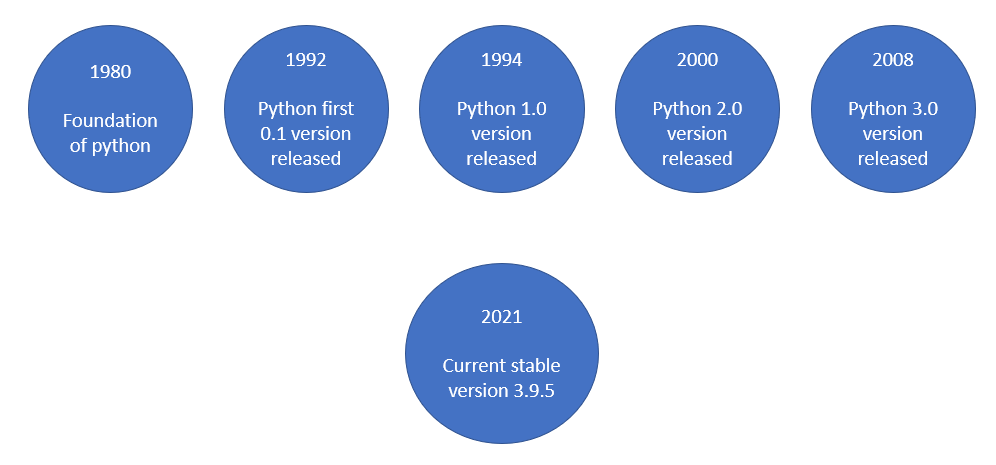 1980
Foundation
of python
1992
Python first
0.1 version
released
1994
Python 1.0
version
released
2000
Python 2.0
version
released
2008
Python 3.0
version
released
2021
Current stable
version 3.9.5